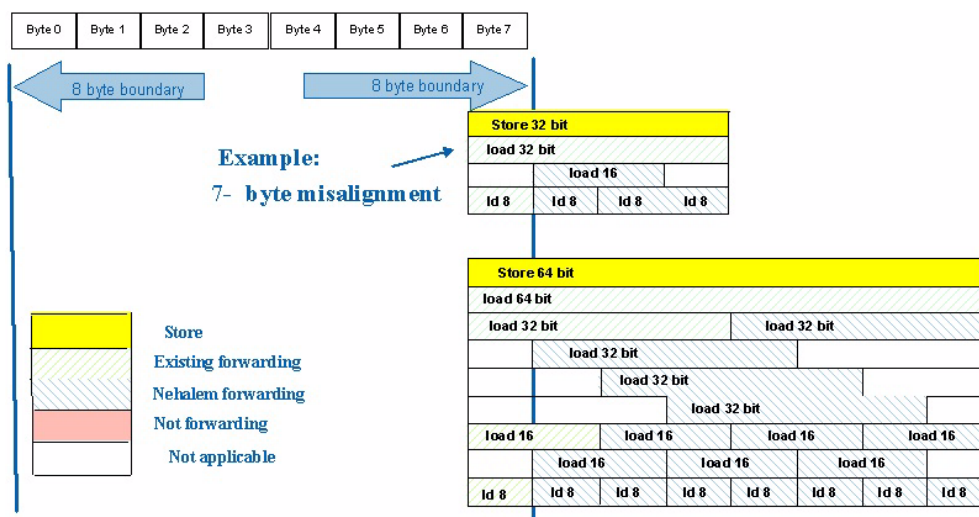 Byte 0 Byte 1 Byte 2 Byte 3 Byte 4 Byte 5 Byte 6 Byte 7
8 byte boundary 8 byte boundary
Store 32 bit
load 32 bit
load 16
ld 8 ld 8 ld 8 ld 8
Example:
7- byte misalignment
Store 64 bit
load 64 bit
load 32 bit load 32 bit
load 32 bit
load 32 bit
load 32 bit
load 16 load 16 load 16 load 16
load 16 load 16 load 16
ld 8 ld 8 ld 8 ld 8 ld 8 ld 8 ld 8 ld 8
Store
Existing forwarding
Nehalem forwarding
Not forwarding
Not applicable